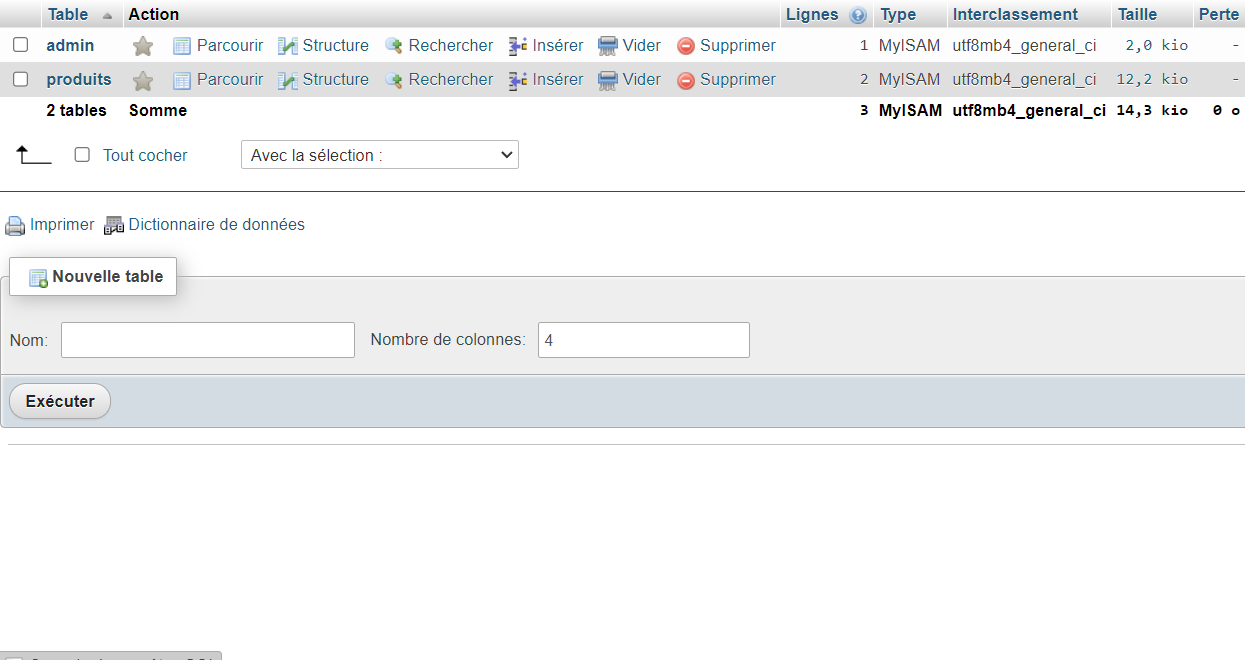 Table Action Lignes Type Interclassement Taille Perte
admin Parcourir Structure Rechercher Insérer Vider Supprimer 1 MyISAM utf8mb4_general_ci 2,0 kio -
produits Parcourir Structure Rechercher Insérer Vider Supprimer 2 MyISAM utf8mb4_general_ci 12,2 kio -
2 tables Somme 3 MyISAM utf8mb4_general_ci 14,3 kio 0 o
Tout cocher Avec la sélection :
Imprimer Dictionnaire de données
Nouvelle table
Nom: Nombre de colonnes: 4
Exécuter